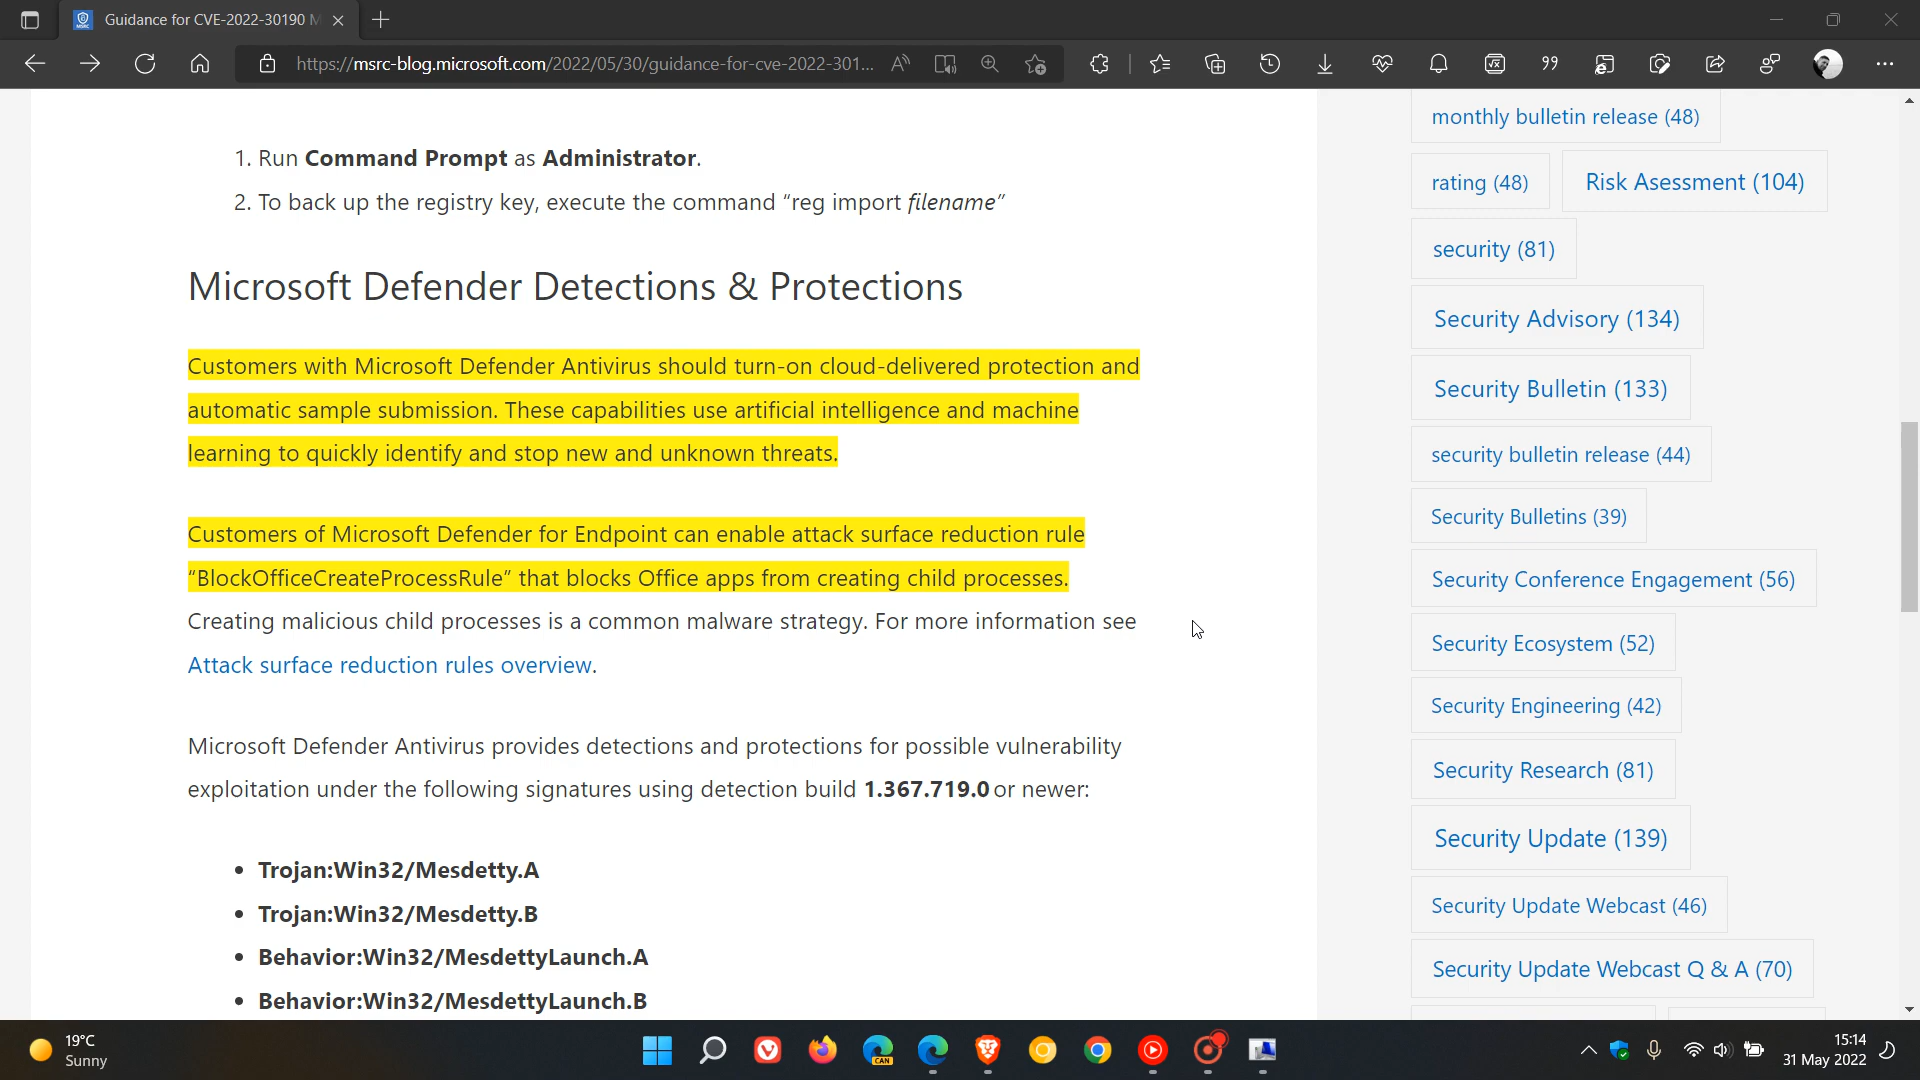 Guidance for CVE-2022-30190 M
https://msrc-blog.microsoft.com/2022/05/30/guidance-for-cve-2022-301...
1. Run Command Prompt as Administrator.
2. To back up the registry key, execute the command “reg import filename”
Microsoft Defender Detections & Protections
Customers with Microsoft Defender Antivirus should turn-on cloud-delivered protection and
automatic sample submission. These capabilities use artificial intelligence and machine
learning to quickly identify and stop new and unknown threats.
Customers of Microsoft Defender for Endpoint can enable attack surface reduction rule
“BlockOfficeCreateProcessRule” that blocks Office apps from creating child processes.
Creating malicious child processes is a common malware strategy. For more information see
Attack surface reduction rules overview.
Microsoft Defender Antivirus provides detections and protections for possible vulnerability
exploitation under the following signatures using detection build 1.367.719.0 or newer:
• Trojan:Win32/Mesdetty.A
• Trojan:Win32/Mesdetty.B
• Behavior:Win32/MesdettyLaunch.A
• Behavior:Win32/MesdettyLaunch.B
monthly bulletin release (48)
rating (48)
Risk Asessment (104)
security (81)
Security Advisory (134)
Security Bulletin (133)
security bulletin release (44)
Security Bulletins (39)
Security Conference Engagement (56)
Security Ecosystem (52)
Security Engineering (42)
Security Research (81)
Security Update (139)
Security Update Webcast (46)
Security Update Webcast Q & A (70)
19°C
Sunny
CAN
15:14
31 May 2022